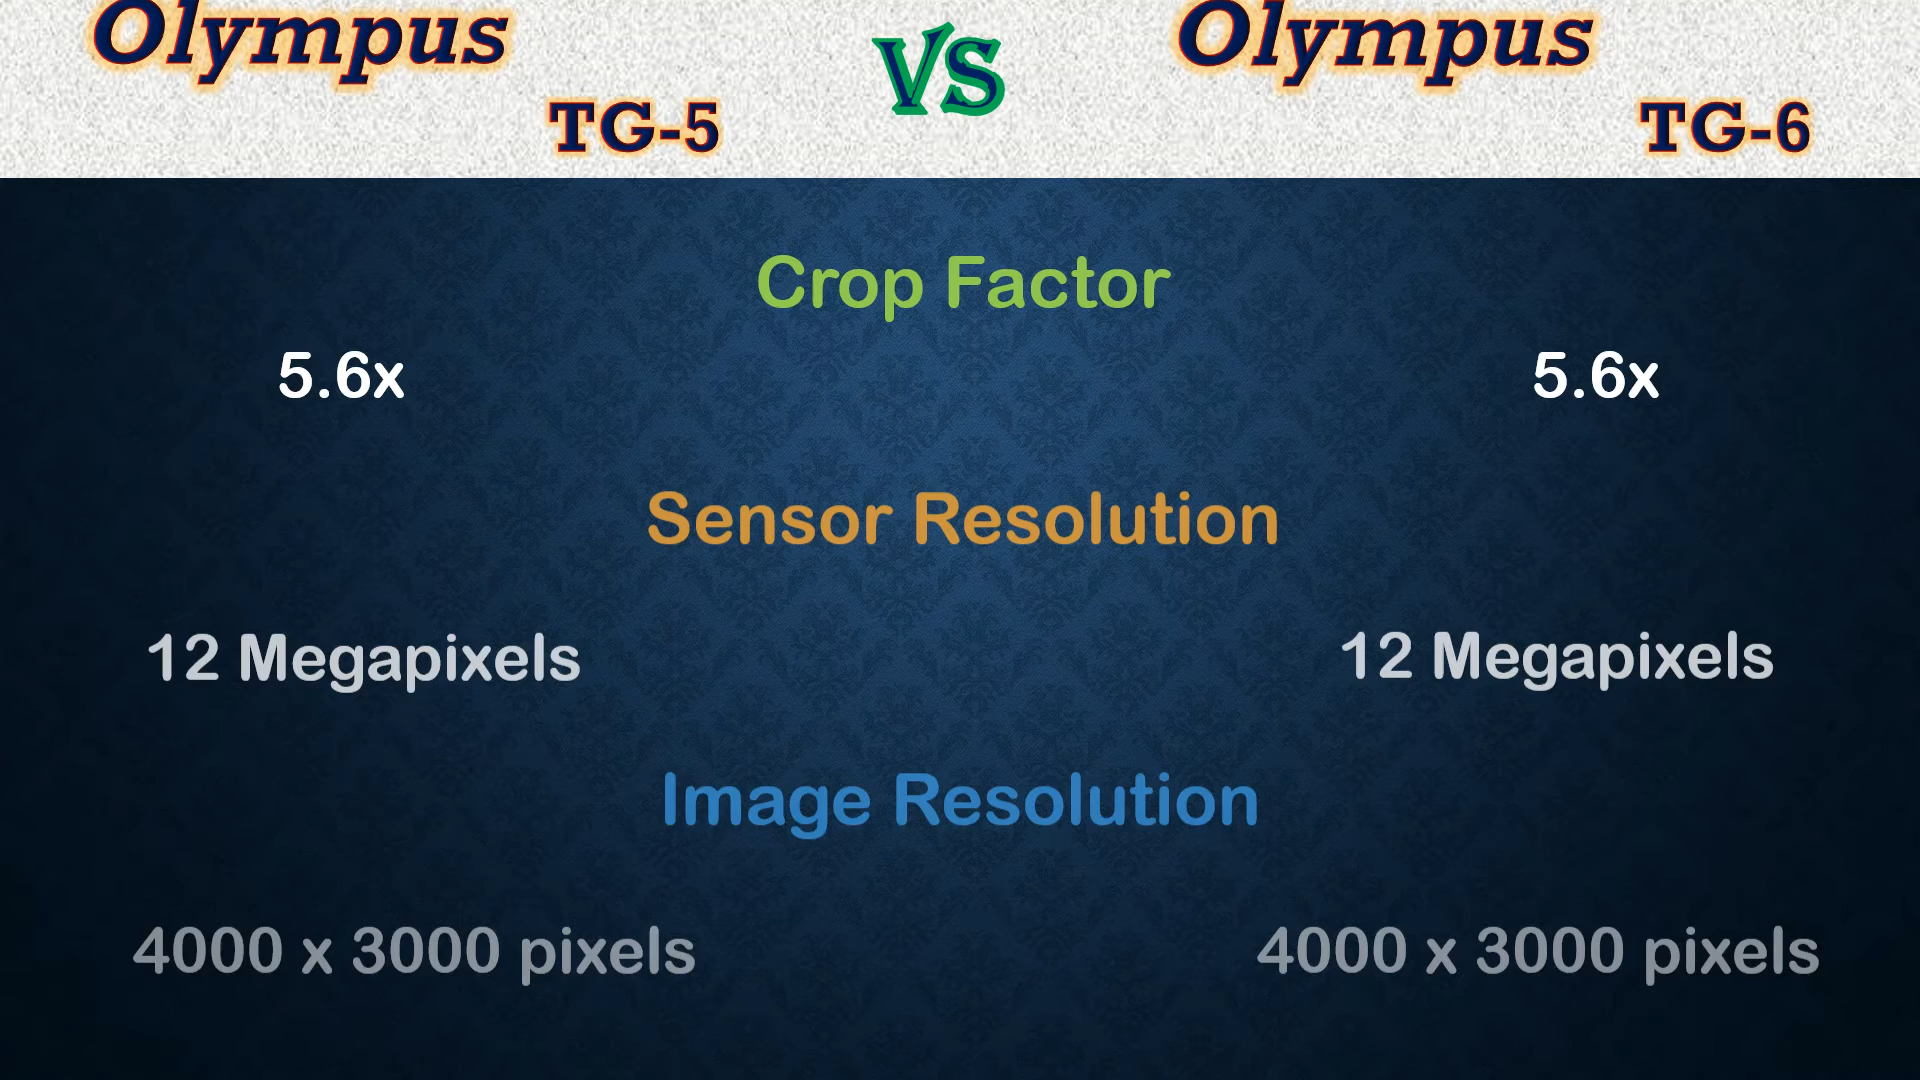 Olympus VS Olympus
TG-5 TG-6
Crop Factor
5.6x 5.6x
Sensor Resolution
12 Megapixels 12 Megapixels
Image Resolution
4000 x 3000 pixels 4000 x 3000 pixels